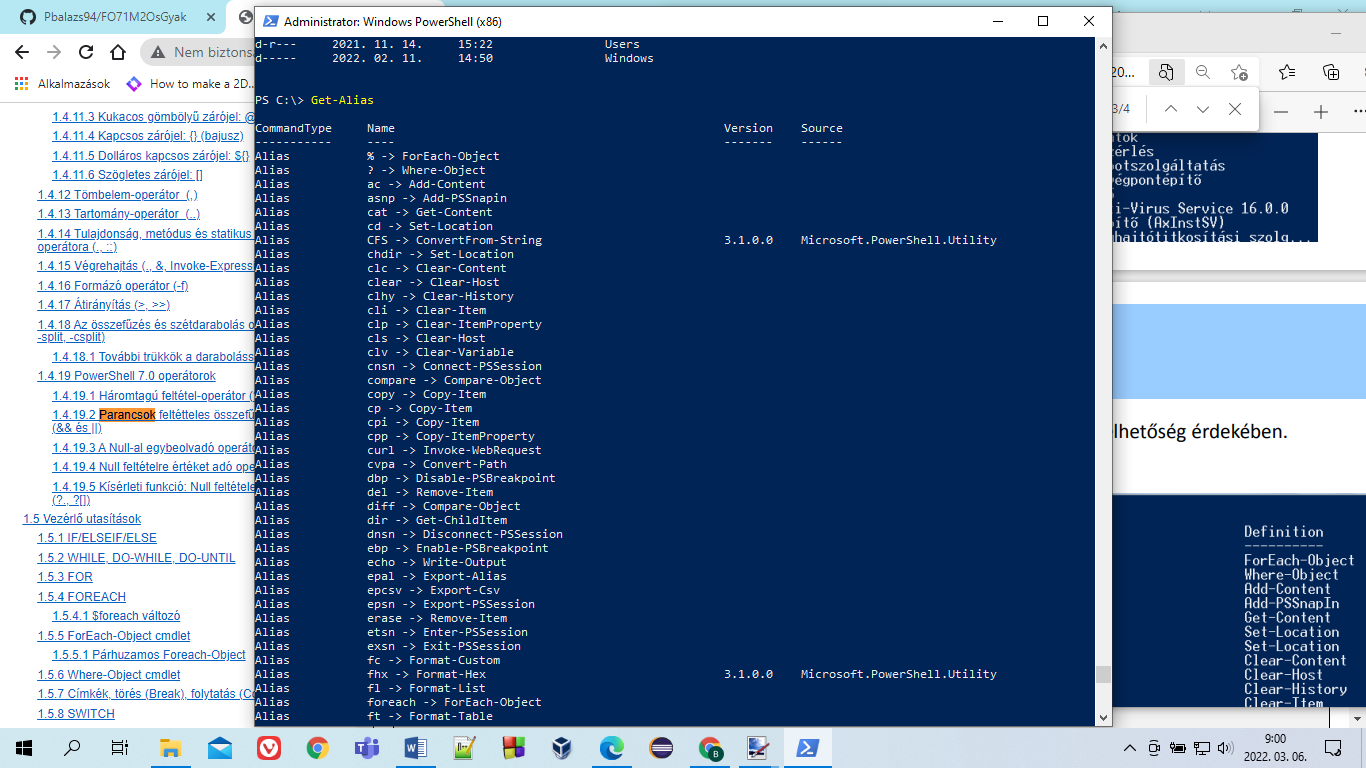 Pbalazs94/FO71M2OsGyak
Nem biztons
Alkalmazások
How to make a 2D...
1.4.11.3 Kukacos gömbölyű zárójel: @
1.4.11.4 Kapcsos zárójel: {} (bajusz)
1.4.11.5 Dolláros kapcsos zárójel: ${}
1.4.11.6 Szögletes zárójel: []
1.4.12 Tömbelem-operátor (,)
1.4.13 Tartomány-operátor (..)
1.4.14 Tulajdonság, metódus és statikus
operátora (., ::)
1.4.15 Végrehajtás (., &, Invoke-Express
1.4.16 Formázó operátor (-f)
1.4.17 Átirányítás (>, >>)
1.4.18 Az összefűzés és szétdarabolás o
-split, -csplit)
1.4.18.1 További trükkök a daraboláss
1.4.19 PowerShell 7.0 operátorok
1.4.19.1 Háromtagú feltétel-operátor (
1.4.19.2 Parancsok feltétteles összefű
(&& és ||)
1.4.19.3 A Null-al egybeolvadó operáto
1.4.19.4 Null feltételre értéket adó ope
1.4.19.5 Kísérleti funkció: Null feltétele
(?., ?[])
1.5 Vezérlő utasítások
1.5.1 IF/ELSEIF/ELSE
1.5.2 WHILE, DO-WHILE, DO-UNTIL
1.5.3 FOR
1.5.4 FOREACH
1.5.4.1 $foreach változó
1.5.5 ForEach-Object cmdlet
1.5.5.1 Párhuzamos Foreach-Object
1.5.6 Where-Object cmdlet
1.5.7 Címkék, törés (Break), folytatás (Co
1.5.8 SWITCH
Administrator: Windows PowerShell (x86)
d-r--- 2021. 11. 14. 15:22 Users
d----- 2022. 02. 11. 14:50 Windows
PS C:\> Get-Alias
CommandType Name Version Source
----------- ---- ------- ------
Alias % -> ForEach-Object
Alias ? -> Where-Object
Alias ac -> Add-Content
Alias asnp -> Add-PSSnapin
Alias cat -> Get-Content
Alias cd -> Set-Location
Alias CFS -> ConvertFrom-String 3.1.0.0 Microsoft.PowerShell.Utility
Alias chdir -> Set-Location
Alias clc -> Clear-Content
Alias clear -> Clear-Host
Alias clhy -> Clear-History
Alias cli -> Clear-Item
Alias clp -> Clear-ItemProperty
Alias cls -> Clear-Host
Alias clv -> Clear-Variable
Alias cnsn -> Connect-PSSession
Alias compare -> Compare-Object
Alias copy -> Copy-Item
Alias cp -> Copy-Item
Alias cpi -> Copy-Item
Alias cpp -> Copy-ItemProperty
Alias curl -> Invoke-WebRequest
Alias cvpa -> Convert-Path
Alias dbp -> Disable-PSBreakpoint
Alias del -> Remove-Item
Alias diff -> Compare-Object
Alias dir -> Get-ChildItem
Alias dnsn -> Disconnect-PSSession
Alias ebp -> Enable-PSBreakpoint
Alias echo -> Write-Output
Alias epal -> Export-Alias
Alias epcsv -> Export-Csv
Alias epsn -> Export-PSSession
Alias erase -> Remove-Item
Alias etsn -> Enter-PSSession
Alias exsn -> Exit-PSSession
Alias fc -> Format-Custom
Alias fhx -> Format-Hex 3.1.0.0 Microsoft.PowerShell.Utility
Alias fl -> Format-List
Alias foreach -> ForEach-Object
Alias ft -> Format-Table
20...
3/4
tok
érlés
ootszolgáltatás
égpontépítő
i-Virus Service 16.0.0
ítő (AxInstSV)
hajtótitkosítási szolg...
lhetőség érdekében.
Definition
----------
ForEach-Object
Where-Object
Add-Content
Add-PSSnapIn
Get-Content
Set-Location
Set-Location
Clear-Content
Clear-Host
Clear-History
Clear-Item
9:00
2022. 03. 06.